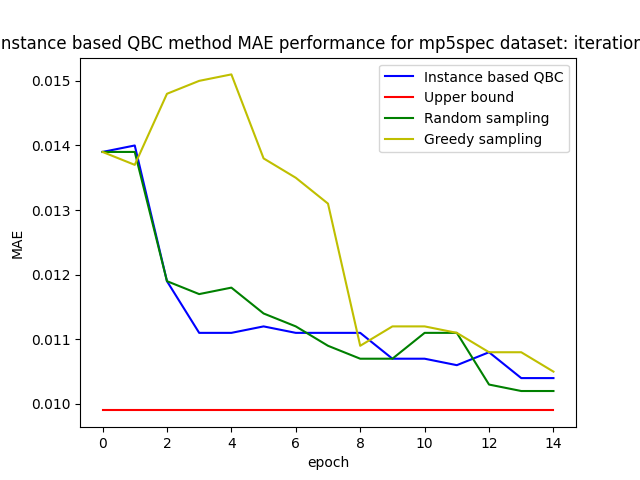 nstance based QBC method MAE performance for mp5spec dataset: iteration
Instance based QBC
Upper bound
Random sampling
Greedy sampling
MAE
0.015
0.014
0.013
0.012
0.011
0.010
0 2 4 6 8 10 12 14
epoch